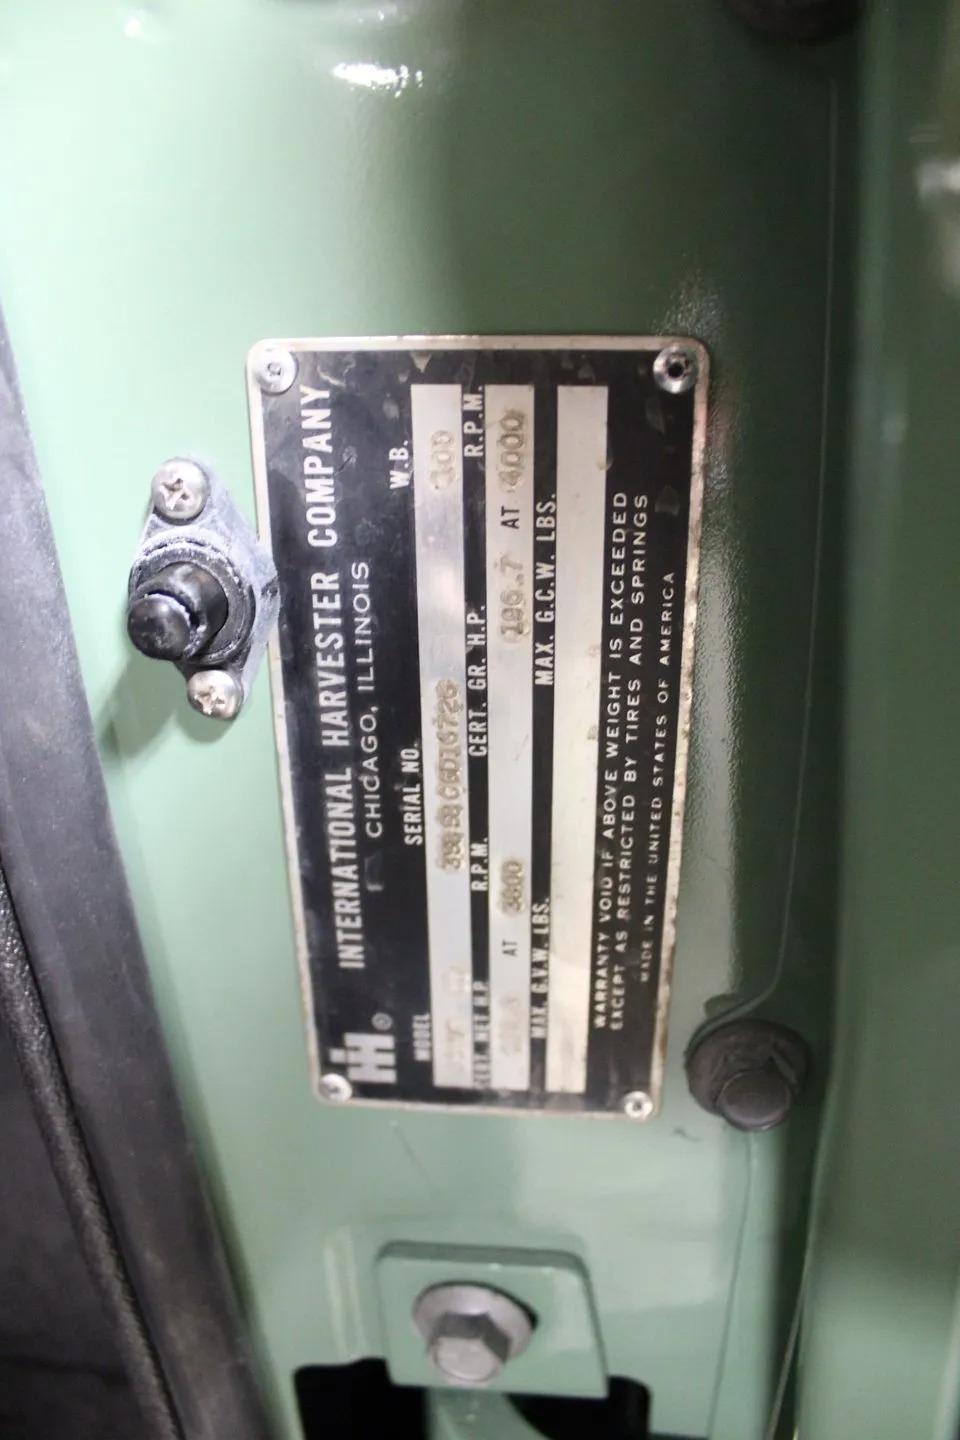 IH ®
INTERNATIONAL HARVESTER COMPANY
CHICAGO, ILLINOIS
MODEL SERIAL NO. W.B.
100
CERT. NET H.P. R.P.M. CERT. GR. H.P. R.P.M.
AT 3600 AT 4000
MAX. G.V.W. LBS. MAX. G.C.W. LBS.
WARRANTY VOID IF ABOVE WEIGHT IS EXCEEDED
EXCEPT AS RESTRICTED BY TIRES AND SPRINGS
MADE IN THE UNITED STATES OF AMERICA